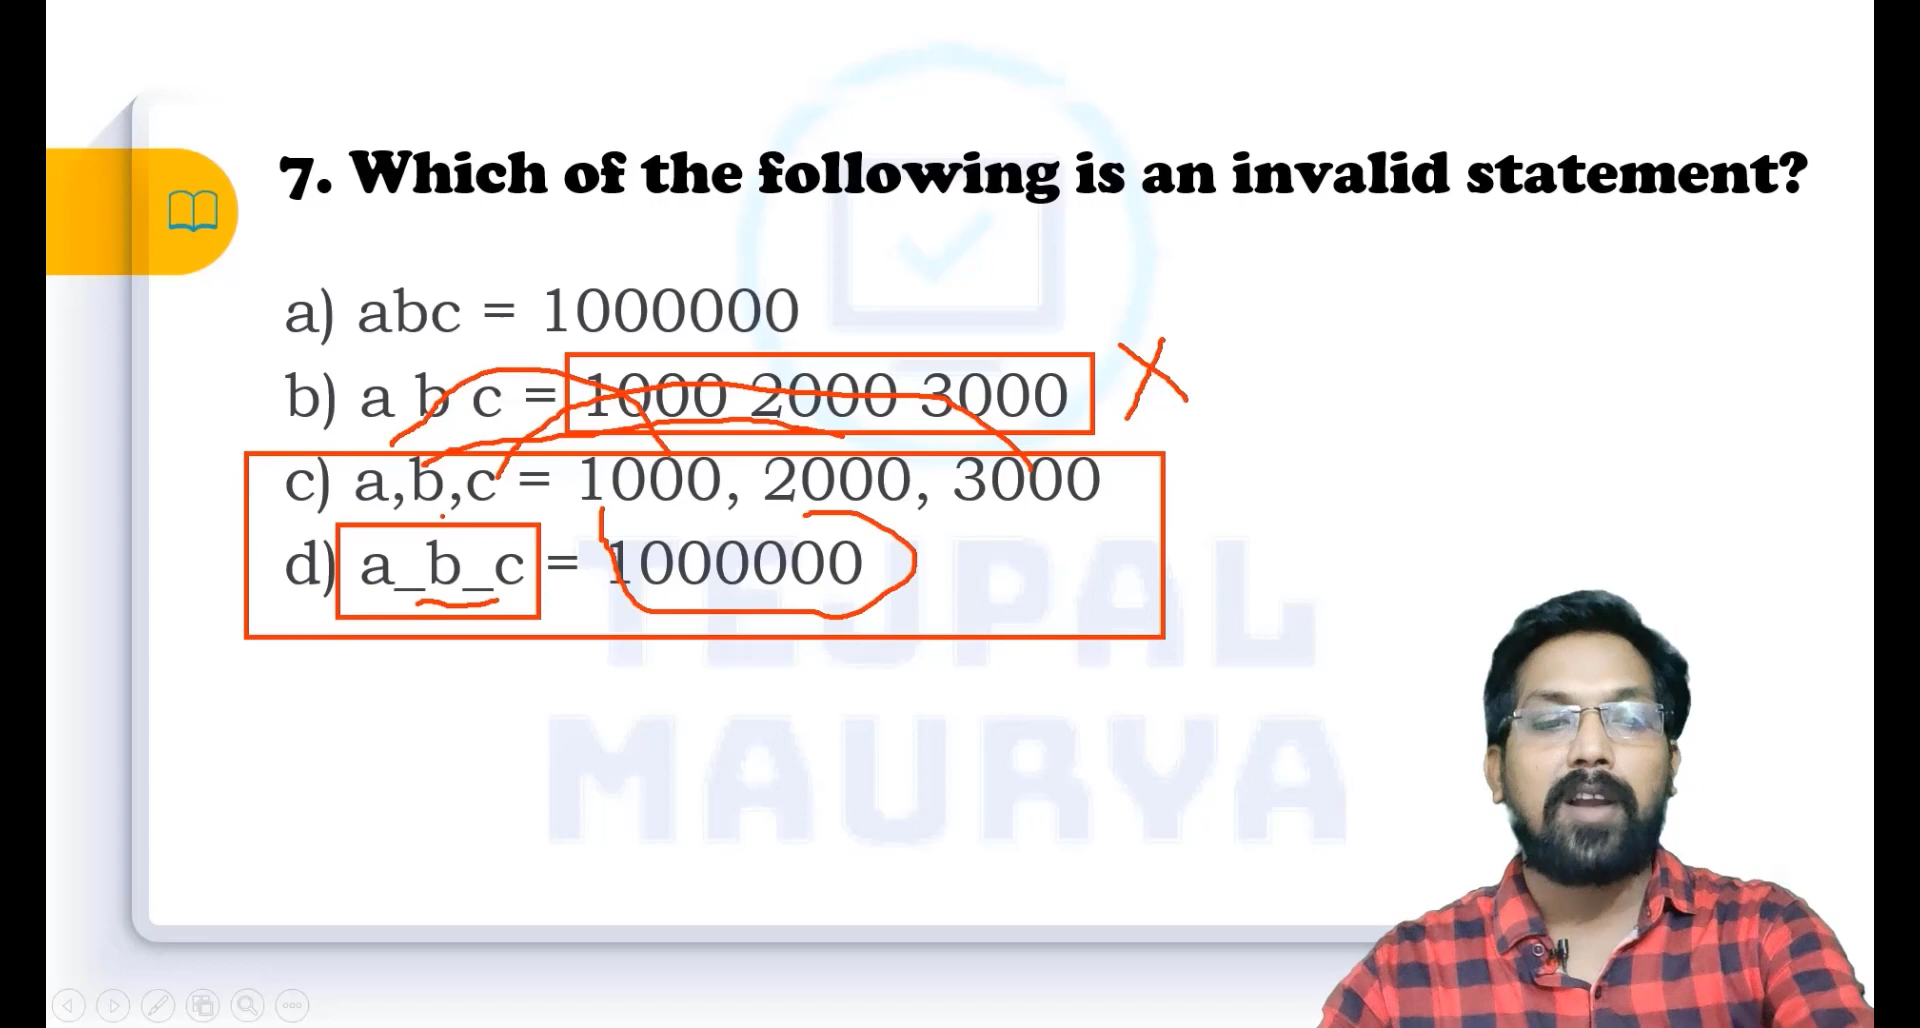 7. Which of the following is an invalid statement?
a) abc = 1000000
b) a b c = 1000 2000 3000
c) a,b,c = 1000, 2000, 3000
d) a_b_c = 1000000
TEJPAL
MAURYA